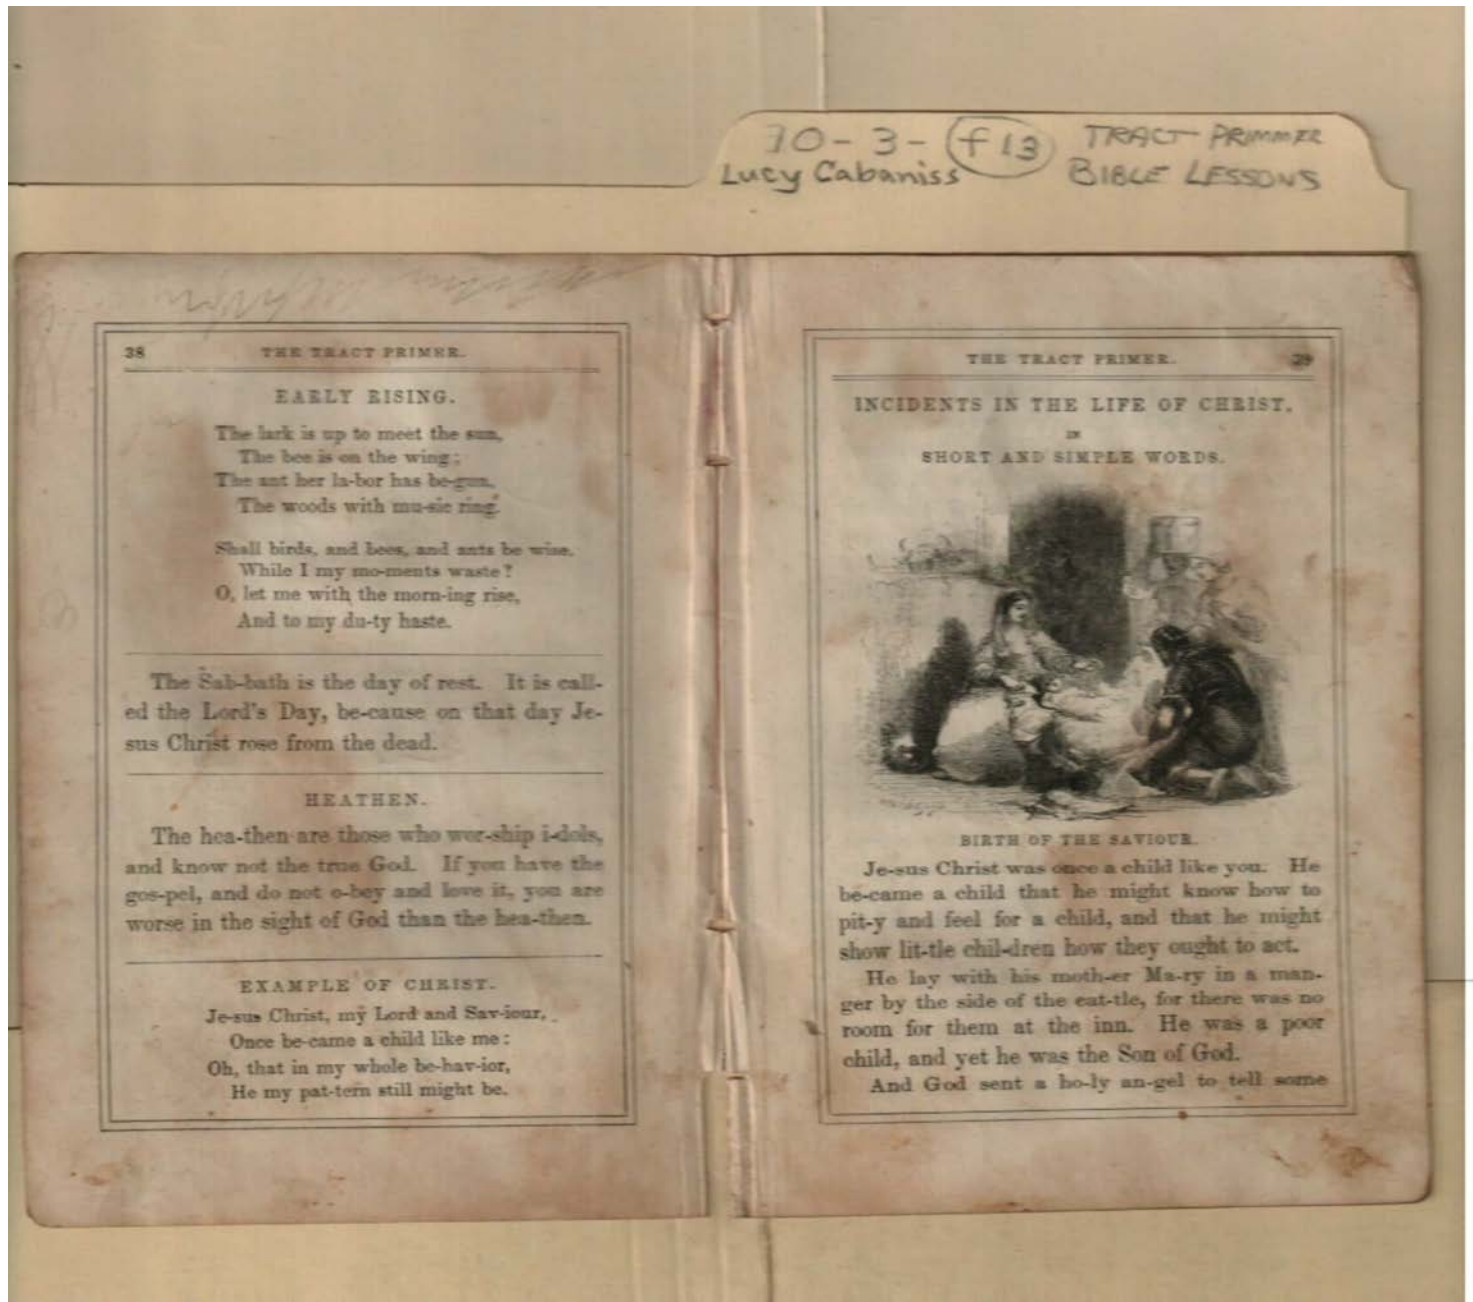 10-3-f13 TRACT PRIMMER
Lucy Cabaniss BIBLE LESSONS
38 THE TRACT PRIMER.
EARLY RISING.
The lark is up to meet the sun,
The bee is on the wing;
The ant her la-bor has be-gun,
The woods with mu-sic ring.
Shall birds, and bees, and ants be wise,
While I my mo-ments waste?
O, let me with the morn-ing rise,
And to my du-ty haste.
The Sab-bath is the day of rest. It is call-
ed the Lord's Day, be-cause on that day Je-
sus Christ rose from the dead.
HEATHEN.
The hea-then are those who wor-ship i-dols,
and know not the true God. If you have the
gos-pel, and do not o-bey and love it, you are
worse in the sight of God than the hea-then.
EXAMPLE OF CHRIST.
Je-sus Christ, my Lord and Sav-iour,
Once be-came a child like me:
Oh, that in my whole be-hav-ior,
He my pat-tern still might be.
THE TRACT PRIMER. 39
INCIDENTS IN THE LIFE OF CHRIST,
IN
SHORT AND SIMPLE WORDS.
BIRTH OF THE SAVIOUR.
Je-sus Christ was once a child like you. He
be-came a child that he might know how to
pit-y and feel for a child, and that he might
show lit-tle chil-dren how they ought to act.
He lay with his moth-er Ma-ry in a man-
ger by the side of the cat-tle, for there was no
room for them at the inn. He was a poor
child, and yet he was the Son of God.
And God sent a ho-ly an-gel to tell some